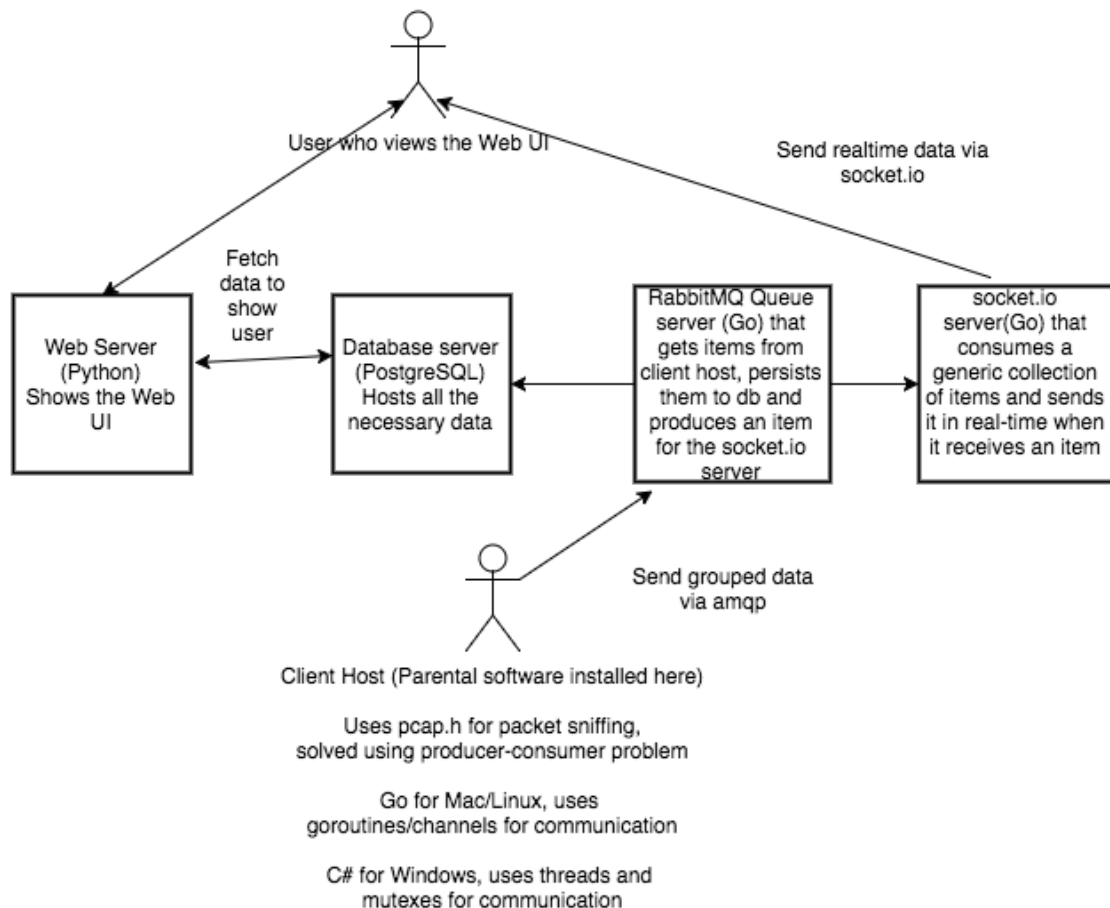 User who views the Web UI
Send realtime data via
socket.io
Fetch
data to
show
user
Web Server
(Python)
Shows the Web
UI
Database server
(PostgreSQL)
Hosts all the
necessary data
RabbitMQ Queue
server (Go) that
gets items from
client host, persists
them to db and
produces an item
for the socket.io
server
socket.io
server(Go) that
consumes a
generic collection
of items and sends
it in real-time when
it receives an item
Send grouped data
via amqp
Client Host (Parental software installed here)
Uses pcap.h for packet sniffing,
solved using producer-consumer problem
Go for Mac/Linux, uses
goroutines/channels for communication
C# for Windows, uses threads and
mutexes for communication